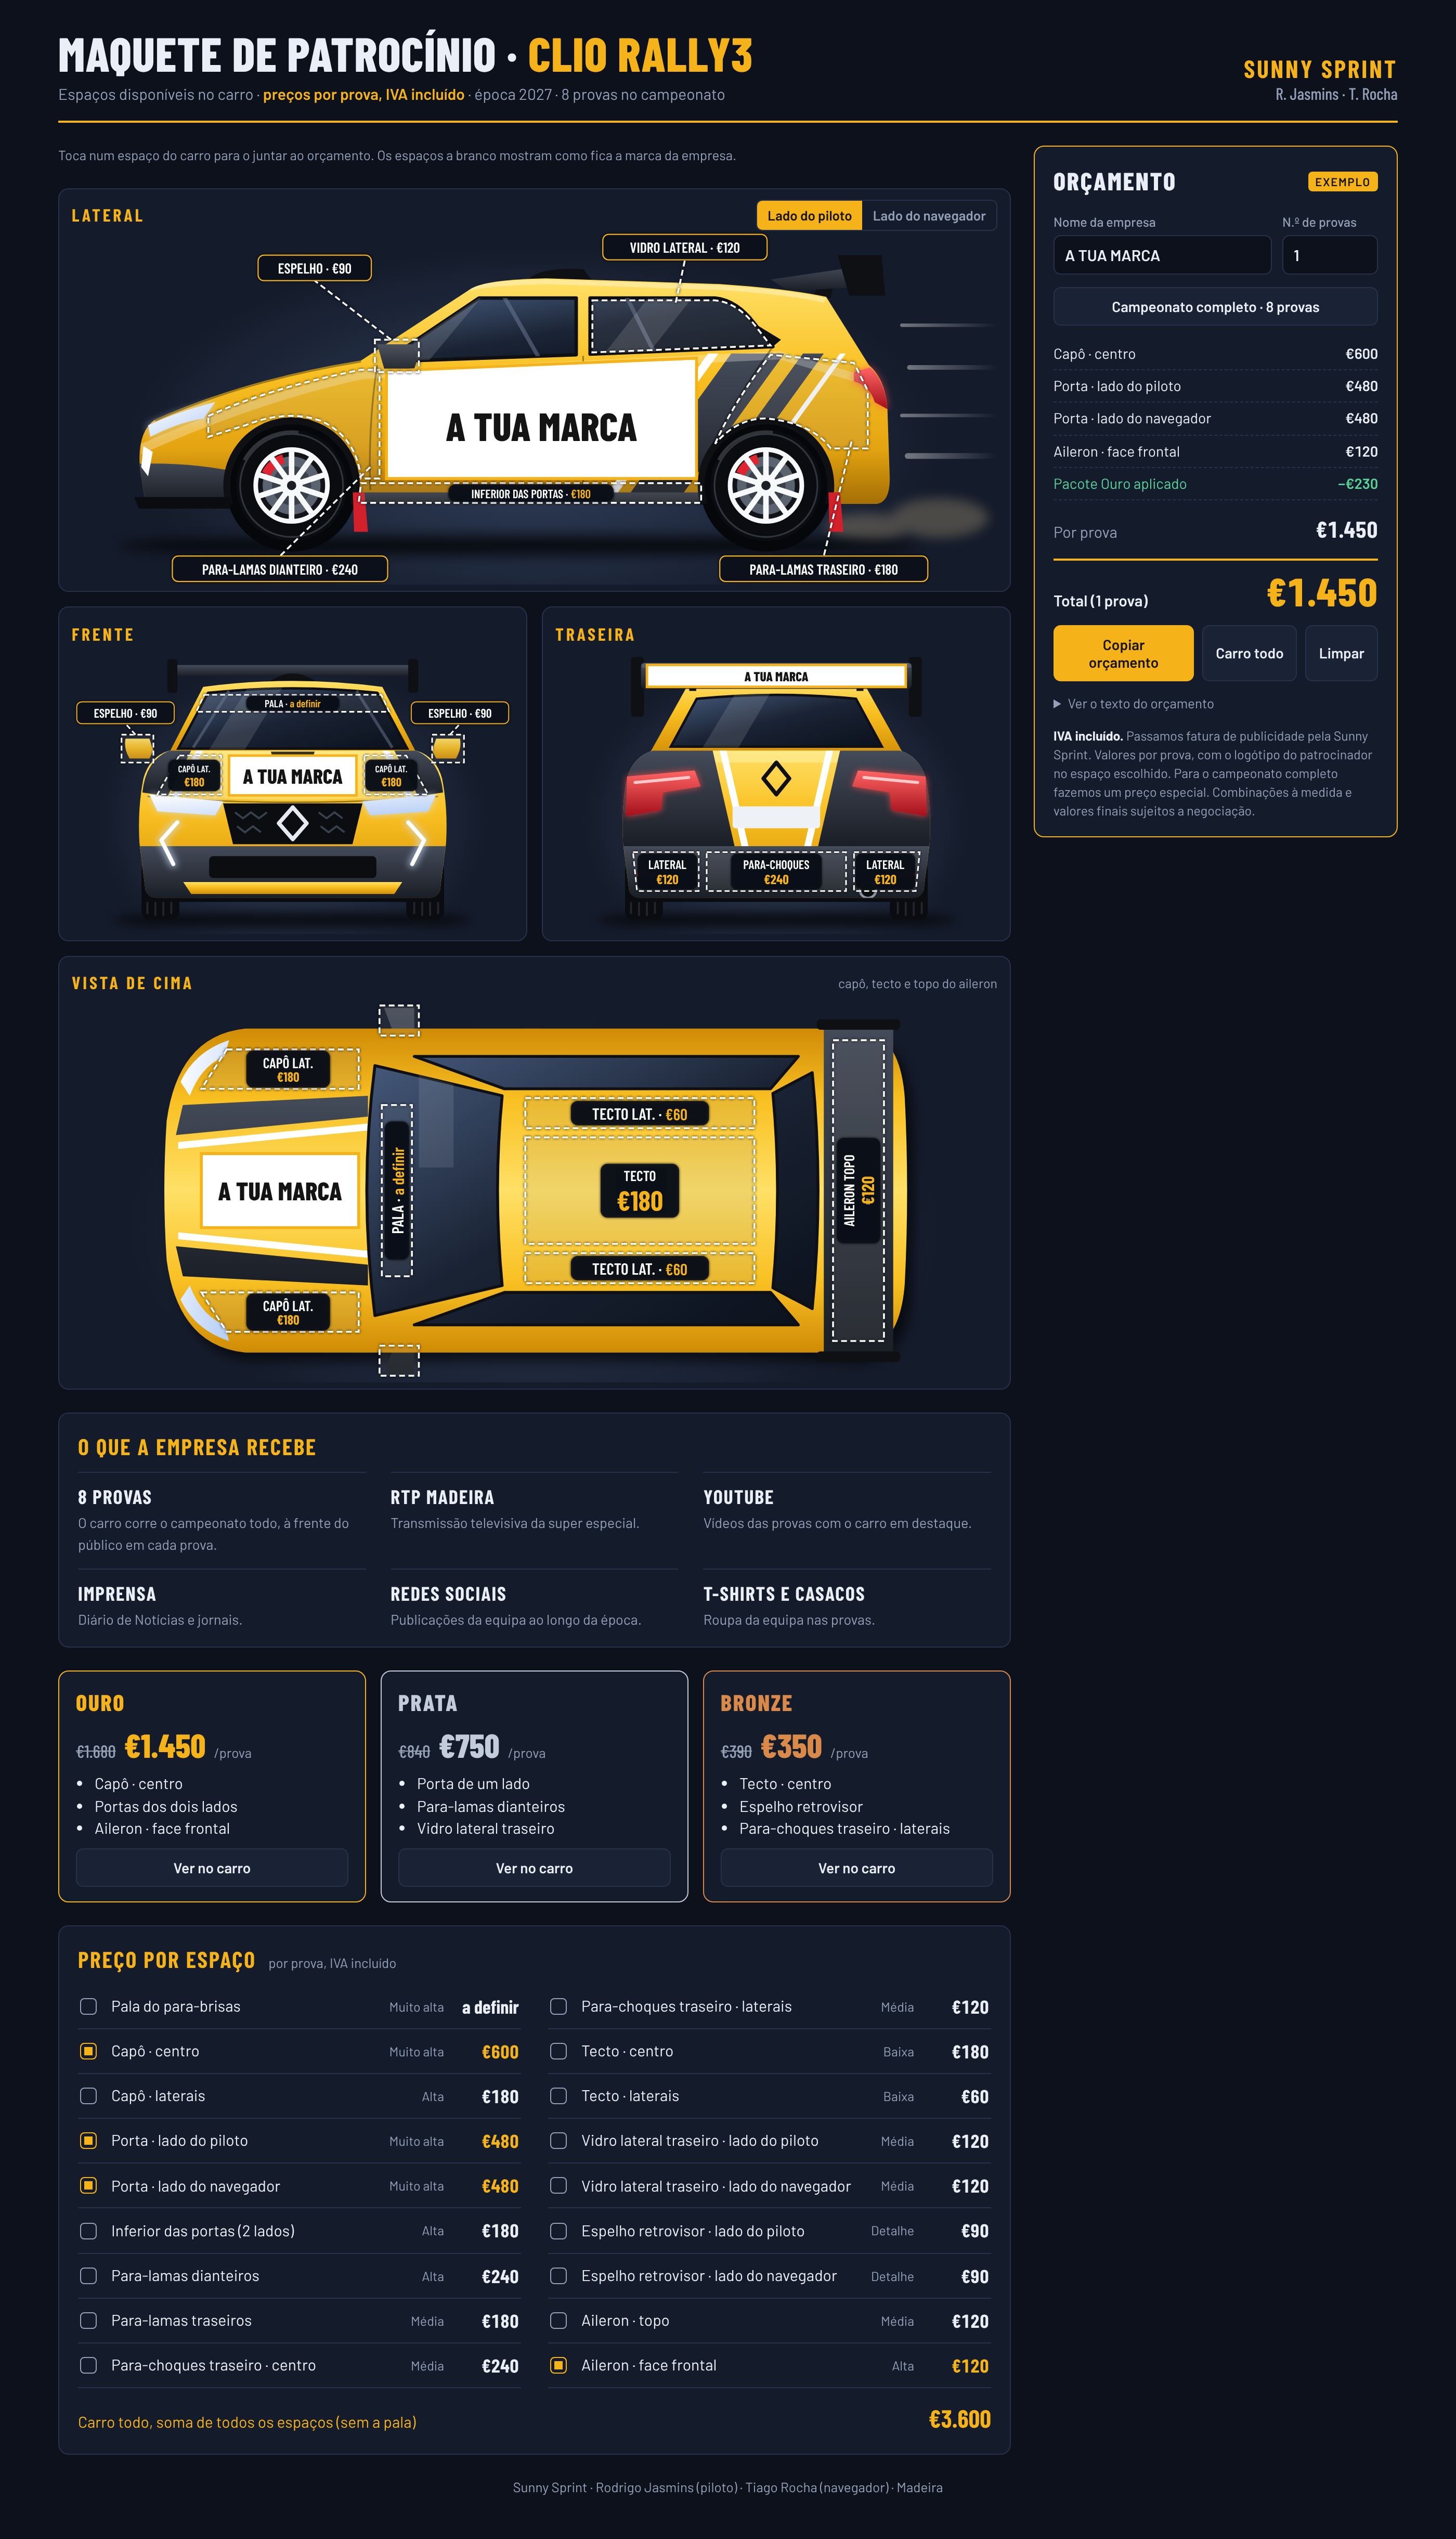 MAQUETE DE PATROCÍNIO · CLIO RALLY3
Espaços disponíveis no carro · preços por prova, IVA incluído · época 2027 · 8 provas no campeonato
SUNNY SPRINT
R. Jasmins · T. Rocha
Toca num espaço do carro para o juntar ao orçamento. Os espaços a branco mostram como fica a marca da empresa.
LATERAL
Lado do piloto
Lado do navegador
VIDRO LATERAL · €120
ESPELHO · €90
A TUA MARCA
INFERIOR DAS PORTAS · €180
PARA-LAMAS DIANTEIRO · €240
PARA-LAMAS TRASEIRO · €180
FRENTE
PALA · a definir
ESPELHO · €90
ESPELHO · €90
CAPÔ LAT.
€180
A TUA MARCA
CAPÔ LAT.
€180
TRASEIRA
A TUA MARCA
LATERAL
€120
PARA-CHOQUES
€240
LATERAL
€120
VISTA DE CIMA
capô, tecto e topo do aileron
CAPÔ LAT.
€180
TECTO LAT. · €60
A TUA MARCA
PALA · a definir
TECTO
€180
AILERON TOPO
€120
TECTO LAT. · €60
CAPÔ LAT.
€180
O QUE A EMPRESA RECEBE
8 PROVAS
O carro corre o campeonato todo, à frente do
público em cada prova.
RTP MADEIRA
Transmissão televisiva da super especial.
YOUTUBE
Vídeos das provas com o carro em destaque.
IMPRENSA
Diário de Notícias e jornais.
REDES SOCIAIS
Publicações da equipa ao longo da época.
T-SHIRTS E CASACOS
Roupa da equipa nas provas.
OURO
€1.680 €1.450 /prova
• Capô · centro
• Portas dos dois lados
• Aileron · face frontal
Ver no carro
PRATA
€840 €750 /prova
• Porta de um lado
• Para-lamas dianteiros
• Vidro lateral traseiro
Ver no carro
BRONZE
€390 €350 /prova
• Tecto · centro
• Espelho retrovisor
• Para-choques traseiro · laterais
Ver no carro
PREÇO POR ESPAÇO por prova, IVA incluído
Pala do para-brisas Muito alta a definir
Capô · centro Muito alta €600
Capô · laterais Alta €180
Porta · lado do piloto Muito alta €480
Porta · lado do navegador Muito alta €480
Inferior das portas (2 lados) Alta €180
Para-lamas dianteiros Alta €240
Para-lamas traseiros Média €180
Para-choques traseiro · centro Média €240
Para-choques traseiro · laterais Média €120
Tecto · centro Baixa €180
Tecto · laterais Baixa €60
Vidro lateral traseiro · lado do piloto Média €120
Vidro lateral traseiro · lado do navegador Média €120
Espelho retrovisor · lado do piloto Detalhe €90
Espelho retrovisor · lado do navegador Detalhe €90
Aileron · topo Média €120
Aileron · face frontal Alta €120
Carro todo, soma de todos os espaços (sem a pala) €3.600
ORÇAMENTO
EXEMPLO
Nome da empresa
N.º de provas
A TUA MARCA
1
Campeonato completo · 8 provas
Capô · centro €600
Porta · lado do piloto €480
Porta · lado do navegador €480
Aileron · face frontal €120
Pacote Ouro aplicado −€230
Por prova €1.450
Total (1 prova) €1.450
Copiar
orçamento
Carro todo
Limpar
▶ Ver o texto do orçamento
IVA incluído. Passamos fatura de publicidade pela Sunny
Sprint. Valores por prova, com o logótipo do patrocinador
no espaço escolhido. Para o campeonato completo
fazemos um preço especial. Combinações à medida e
valores finais sujeitos a negociação.
Sunny Sprint · Rodrigo Jasmins (piloto) · Tiago Rocha (navegador) · Madeira